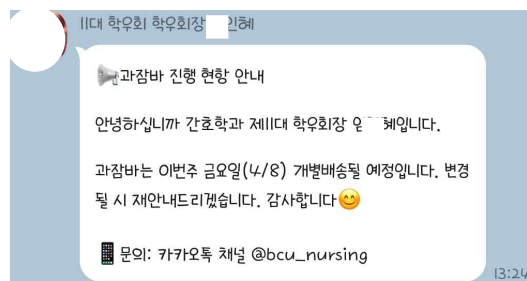 11대 학우회 학우회장 인혜
📢과잠바 진행 현황 안내
안녕하십니까 간호학과 제11대 학우회장 임 혜입니다.
과잠바는 이번주 금요일(4/8) 개별배송될 예정입니다. 변경
될 시 재안내드리겠습니다. 감사합니다😊
📱문의: 카카오톡 채널 @bcu_nursing
13:24